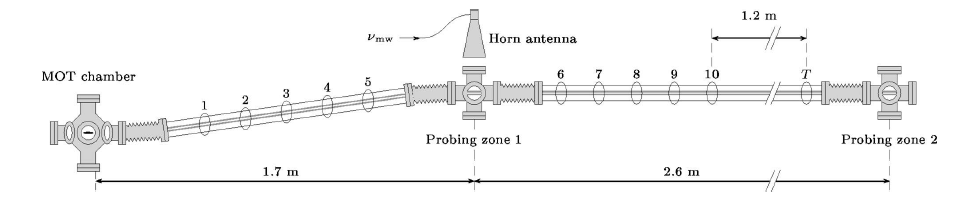 1.2 m
ν_mw
Horn antenna
MOT chamber
1 2 3 4 5 6 7 8 9 10 T
Probing zone 1
Probing zone 2
1.7 m
2.6 m